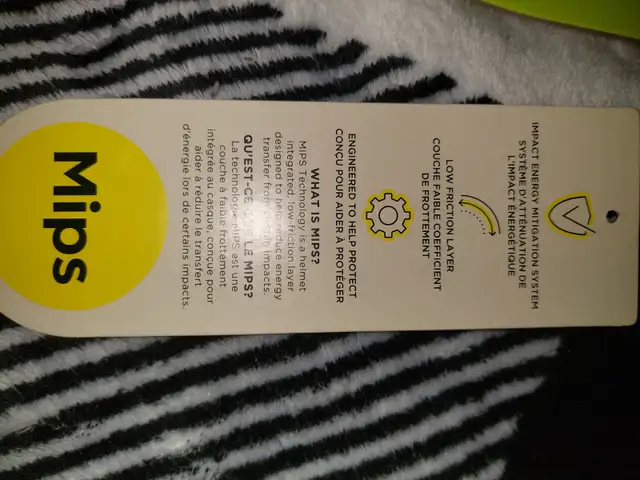 IMPACT ENERGY MITIGATION SYSTEM
SYSTÈME D'ATTÉNUATION DE
L'IMPACT ÉNERGÉTIQUE
LOW FRICTION LAYER
COUCHE FAIBLE COEFFICIENT
DE FROTTEMENT
ENGINEERED TO HELP PROTECT
CONÇU POUR AIDER À PROTÉGER
WHAT IS MIPS?
MIPS Technology is a helmet
integrated, low-friction layer
designed to help reduce energy
transfer from impacts.
QU'EST-CE LE MIPS?
La technologie MIPS est une
couche à faible frottement
intégrée au casque, conçue pour
aider à réduire le transfert
d'énergie lors de certains impacts.
Mips